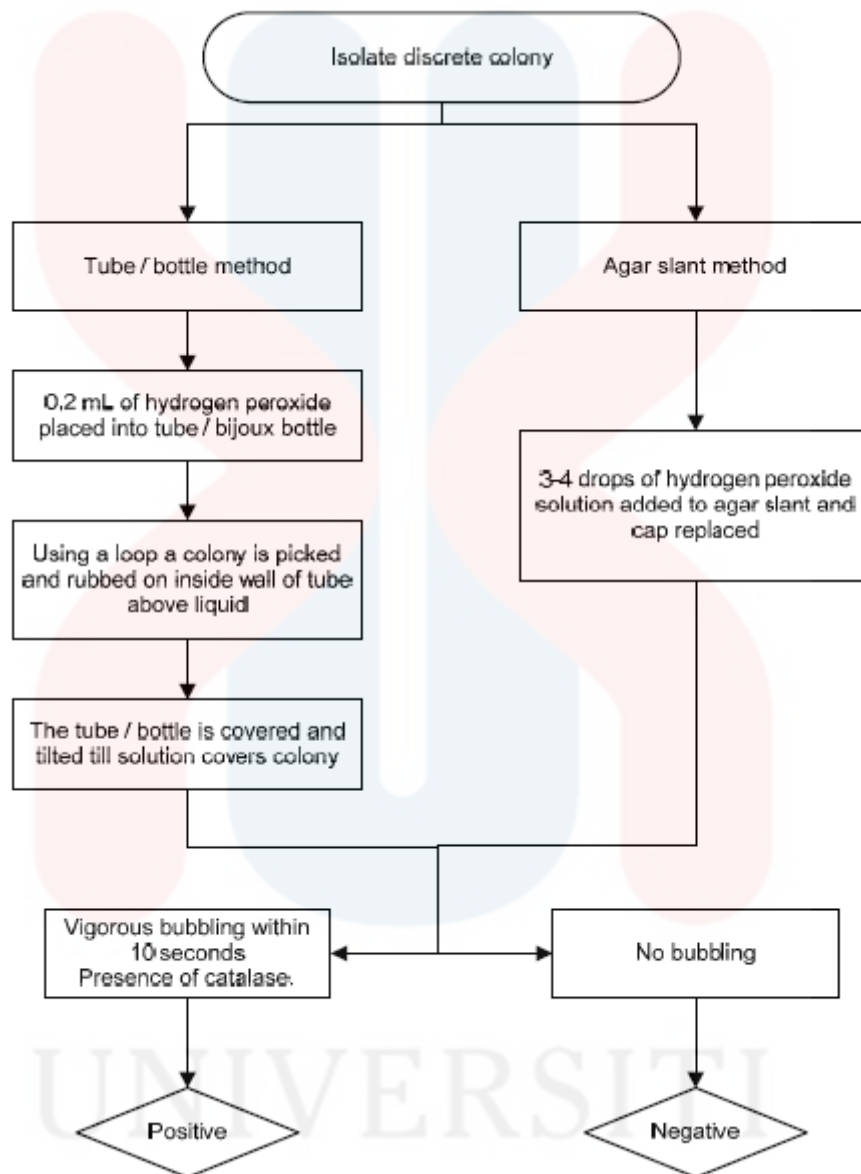 Isolate discrete colony
Tube / bottle method
Agar slant method
0.2 mL of hydrogen peroxide
placed into tube / bijoux bottle
3-4 drops of hydrogen peroxide
solution added to agar slant and
cap replaced
Using a loop a colony is picked
and rubbed on inside wall of tube
above liquid
The tube / bottle is covered and
tilted till solution covers colony
Vigorous bubbling within
10 seconds
Presence of catalase.
No bubbling
Positive
Negative
UNIVERSITI